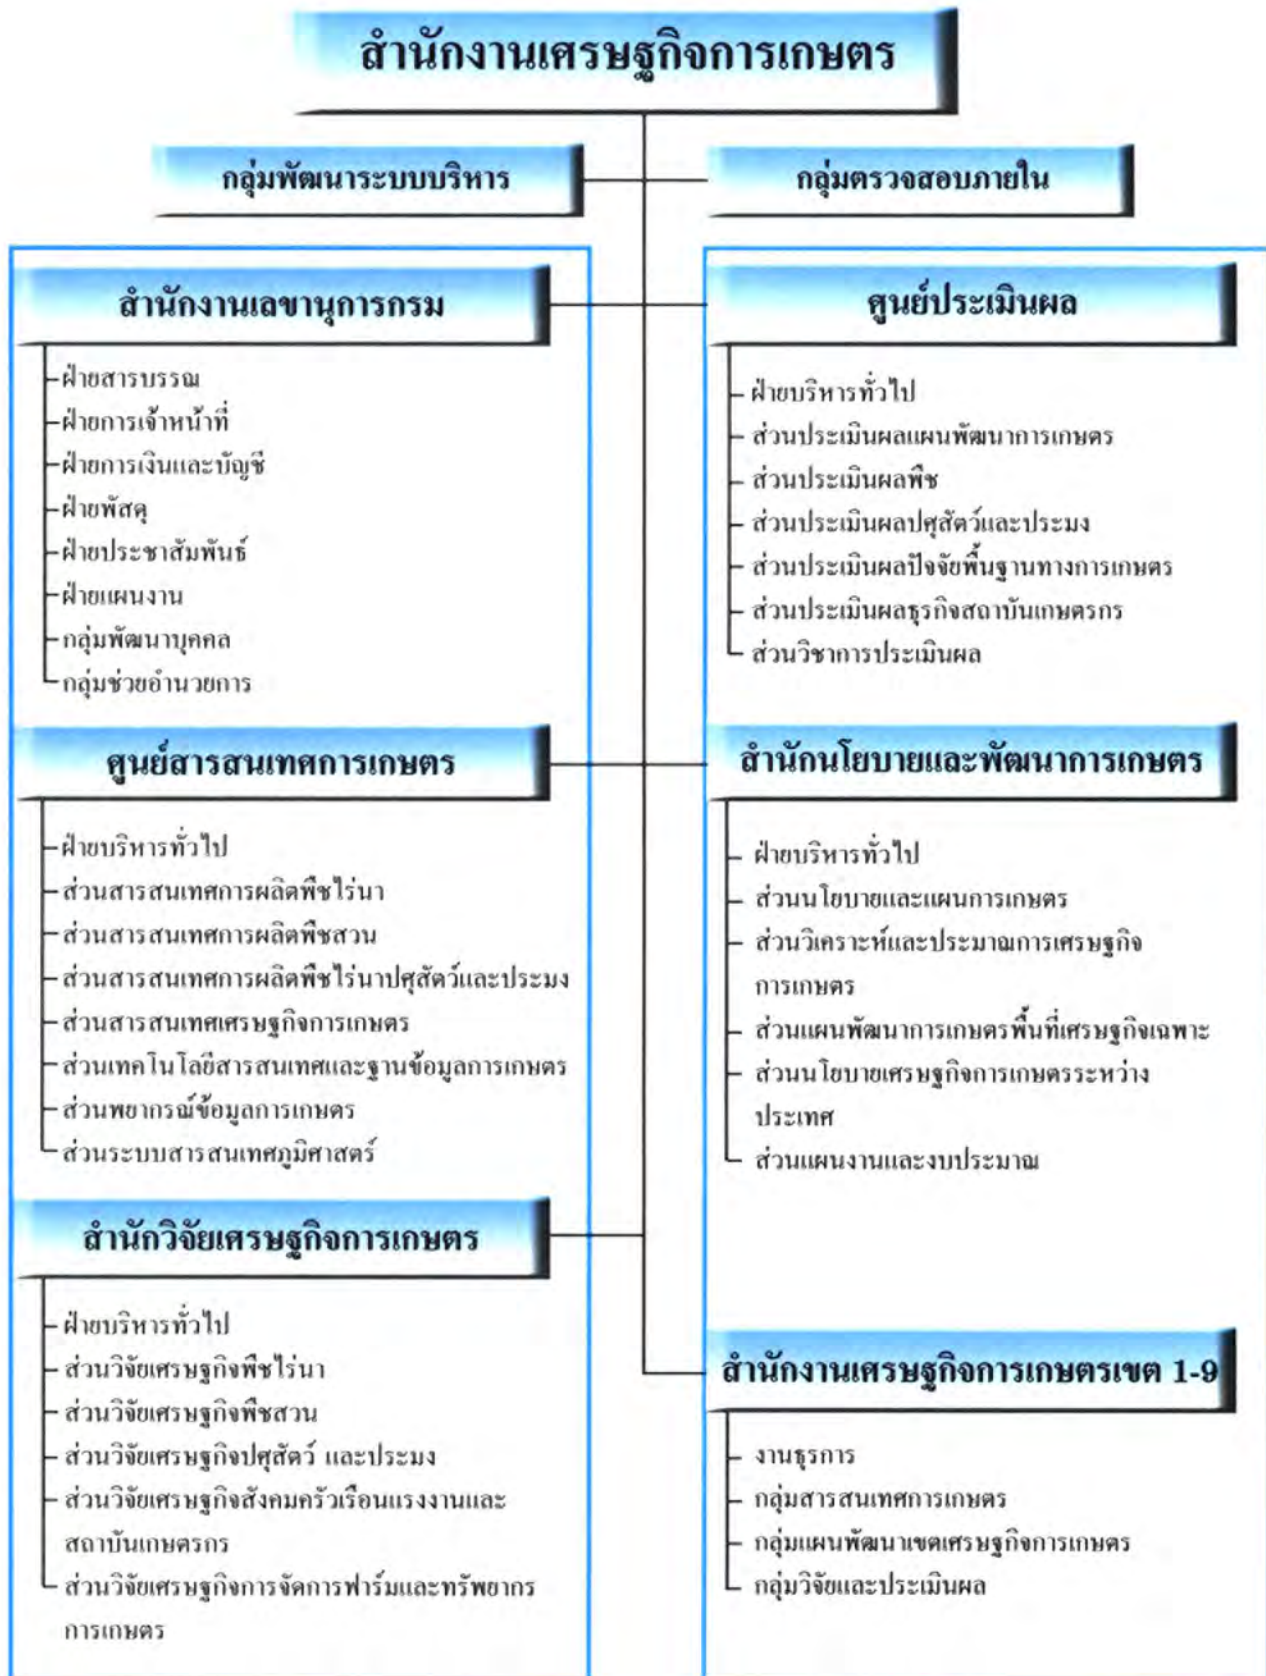 สำนักงานเศรษฐกิจการเกษตร
กลุ่มพัฒนาระบบบริหาร
กลุ่มตรวจสอบภายใน
สำนักงานเลขานุการกรม
ฝ่ายสารบรรณ
ฝ่ายการเจ้าหน้าที่
ฝ่ายการเงินและบัญชี
ฝ่ายพัสดุ
ฝ่ายประชาสัมพันธ์
ฝ่ายแผนงาน
กลุ่มพัฒนาบุคคล
กลุ่มช่วยอำนวยการ
ศูนย์ประเมินผล
ฝ่ายบริหารทั่วไป
ส่วนประเมินผลแผนพัฒนาการเกษตร
ส่วนประเมินผลพืช
ส่วนประเมินผลปศุสัตว์และประมง
ส่วนประเมินผลปัจจัยพื้นฐานทางการเกษตร
ส่วนประเมินผลธุรกิจสถาบันเกษตรกร
ส่วนวิชาการประเมินผล
ศูนย์สารสนเทศการเกษตร
ฝ่ายบริหารทั่วไป
ส่วนสารสนเทศการผลิตพืชไร่นา
ส่วนสารสนเทศการผลิตพืชสวน
ส่วนสารสนเทศการผลิตพืชไร่นาปศุสัตว์และประมง
ส่วนสารสนเทศเศรษฐกิจการเกษตร
ส่วนเทคโนโลยีสารสนเทศและฐานข้อมูลการเกษตร
ส่วนพยากรณ์ข้อมูลการเกษตร
ส่วนระบบสารสนเทศภูมิศาสตร์
สำนักนโยบายและพัฒนาการเกษตร
ฝ่ายบริหารทั่วไป
ส่วนนโยบายและแผนการเกษตร
ส่วนวิเคราะห์และประมาณการเศรษฐกิจ
การเกษตร
ส่วนแผนพัฒนาการเกษตรพื้นที่เศรษฐกิจเฉพาะ
ส่วนนโยบายเศรษฐกิจการเกษตรระหว่าง
ประเทศ
ส่วนแผนงานและงบประมาณ
สำนักวิจัยเศรษฐกิจการเกษตร
ฝ่ายบริหารทั่วไป
ส่วนวิจัยเศรษฐกิจพืชไร่นา
ส่วนวิจัยเศรษฐกิจพืชสวน
ส่วนวิจัยเศรษฐกิจปศุสัตว์ และประมง
ส่วนวิจัยเศรษฐกิจสังคมครัวเรือนแรงงานและ
สถาบันเกษตรกร
ส่วนวิจัยเศรษฐกิจการจัดการฟาร์มและทรัพยากร
การเกษตร
สำนักงานเศรษฐกิจการเกษตรเขต 1-9
งานธุรการ
กลุ่มสารสนเทศการเกษตร
กลุ่มแผนพัฒนาเขตเศรษฐกิจการเกษตร
กลุ่มวิจัยและประเมินผล